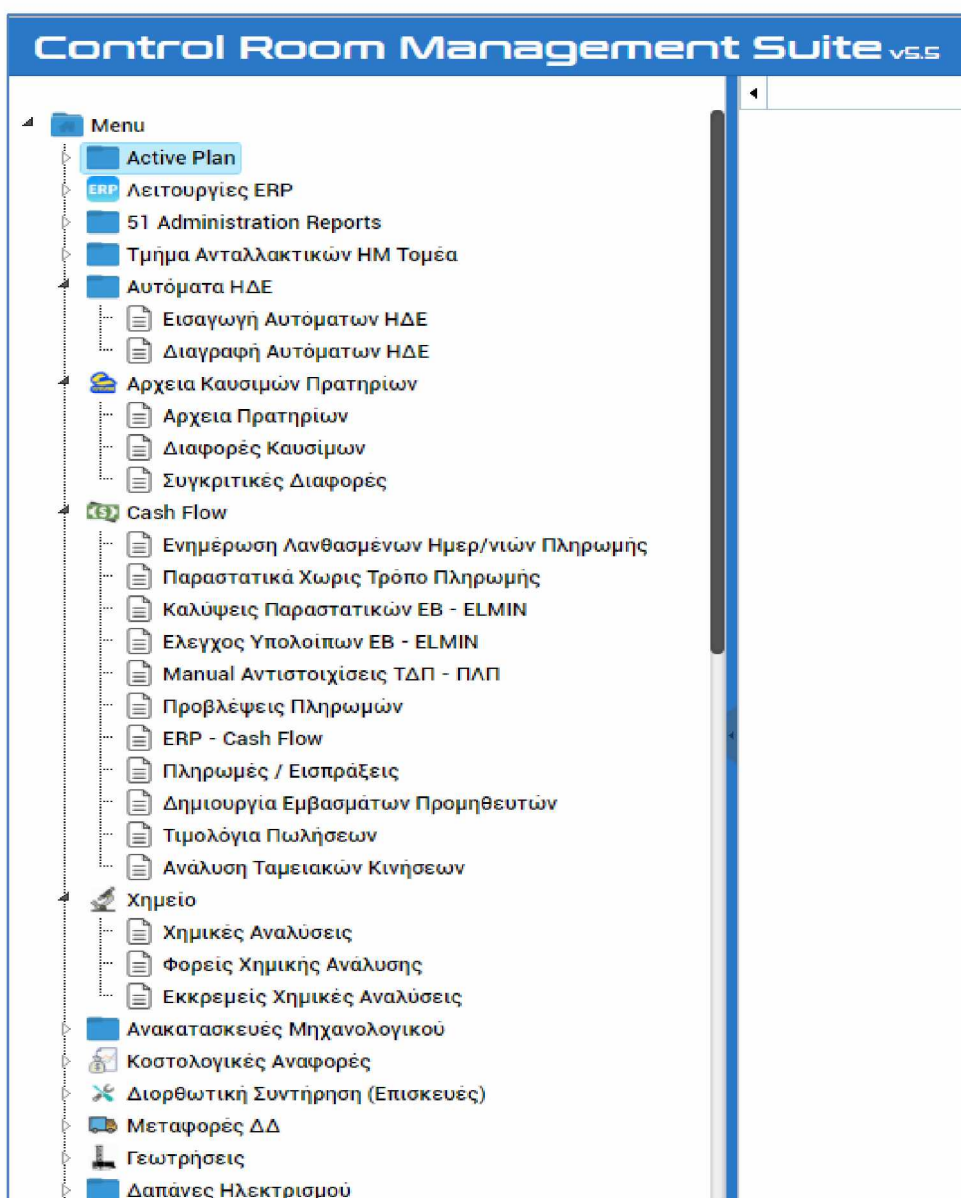 Control Room Management Suite v5.5
Menu
Active Plan
ERP Λειτουργίες ERP
51 Administration Reports
Τμήμα Ανταλλακτικών ΗΜ Τομέα
Αυτόματα ΗΔΕ
Εισαγωγή Αυτόματων ΗΔΕ
Διαγραφή Αυτόματων ΗΔΕ
Αρχεια Καυσιμών Πρατηρίων
Αρχεια Πρατηρίων
Διαφορές Καυσίμων
Συγκριτικές Διαφορές
Cash Flow
Ενημέρωση Λανθασμένων Ημερ/νιών Πληρωμής
Παραστατικά Χωρις Τρόπο Πληρωμής
Καλύψεις Παραστατικών ΕΒ - ELMIN
Ελεγχος Υπολοίπων ΕΒ - ELMIN
Manual Αντιστοιχίσεις ΤΔΠ - ΠΛΠ
Προβλέψεις Πληρωμών
ERP - Cash Flow
Πληρωμές / Εισπράξεις
Δημιουργία Εμβασμάτων Προμηθευτών
Τιμολόγια Πωλήσεων
Ανάλυση Ταμειακών Κινήσεων
Χημείο
Χημικές Αναλύσεις
Φορείς Χημικής Ανάλυσης
Εκκρεμείς Χημικές Αναλύσεις
Ανακατασκευές Μηχανολογικού
Κοστολογικές Αναφορές
Διορθωτική Συντήρηση (Επισκευές)
Μεταφορές ΔΔ
Γεωτρήσεις
Δαπάνες Ηλεκτρισμού